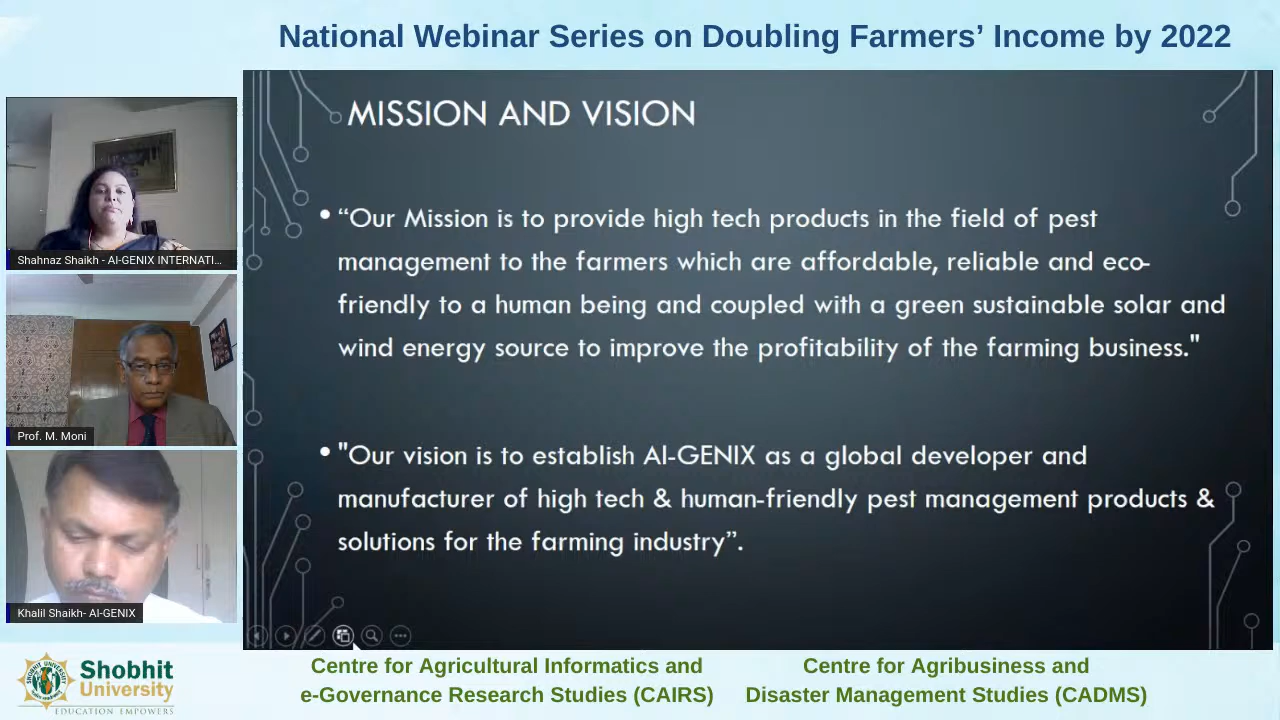 National Webinar Series on Doubling Farmers’ Income by 2022
MISSION AND VISION
• “Our Mission is to provide high tech products in the field of pest
management to the farmers which are affordable, reliable and eco-
friendly to a human being and coupled with a green sustainable solar and
wind energy source to improve the profitability of the farming business."
• "Our vision is to establish AI-GENIX as a global developer and
manufacturer of high tech & human-friendly pest management products &
solutions for the farming industry”.
Shahnaz Shaikh - AI-GENIX INTERNATI...
Prof. M. Moni
Khalil Shaikh- AI-GENIX
Shobhit
University
EDUCATION EMPOWERS
Centre for Agricultural Informatics and
e-Governance Research Studies (CAIRS)
Centre for Agribusiness and
Disaster Management Studies (CADMS)